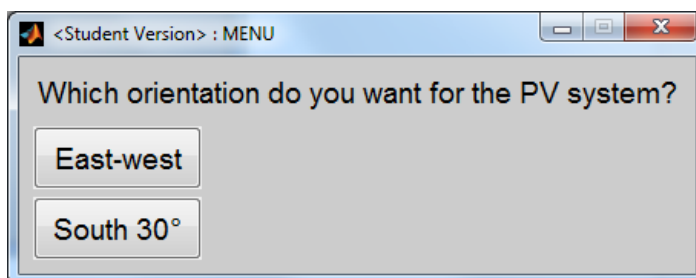 <Student Version> : MENU
Which orientation do you want for the PV system?
East-west
South 30°